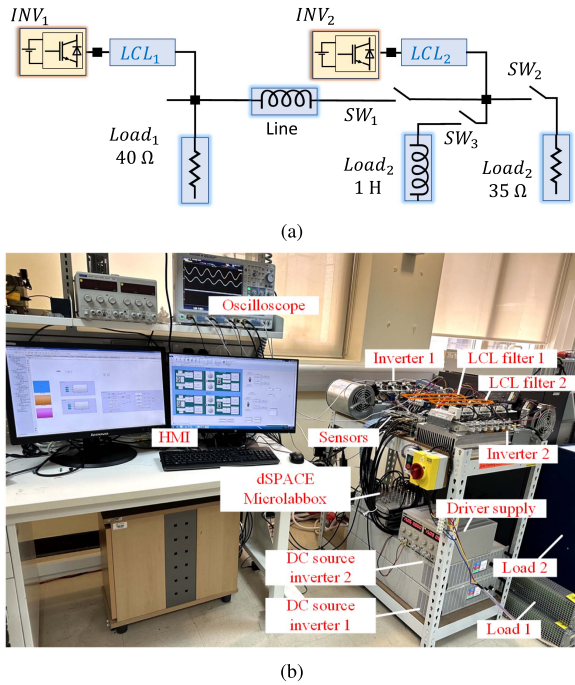 INV₁
INV₂
LCL₁
LCL₂
SW₂
SW₁
SW₃
Line
Load₁
40 Ω
Load₂
1 H
Load₂
35 Ω
(a)
Oscilloscope
Inverter 1
LCL filter 1
LCL filter 2
HMI
Sensors
Inverter 2
dSPACE
Microlabbox
Driver supply
DC source
inverter 2
Load 2
DC source
inverter 1
Load 1
(b)